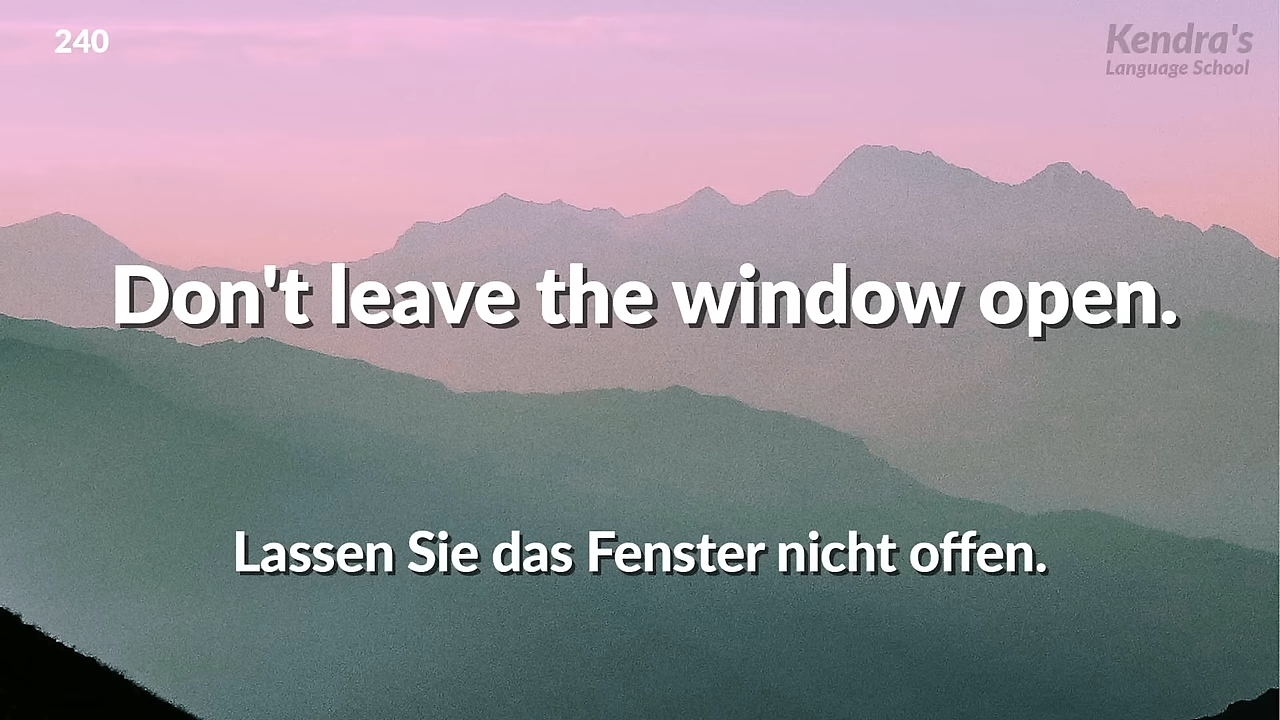 240
Kendra's
Language School
Don't leave the window open.
Lassen Sie das Fenster nicht offen.